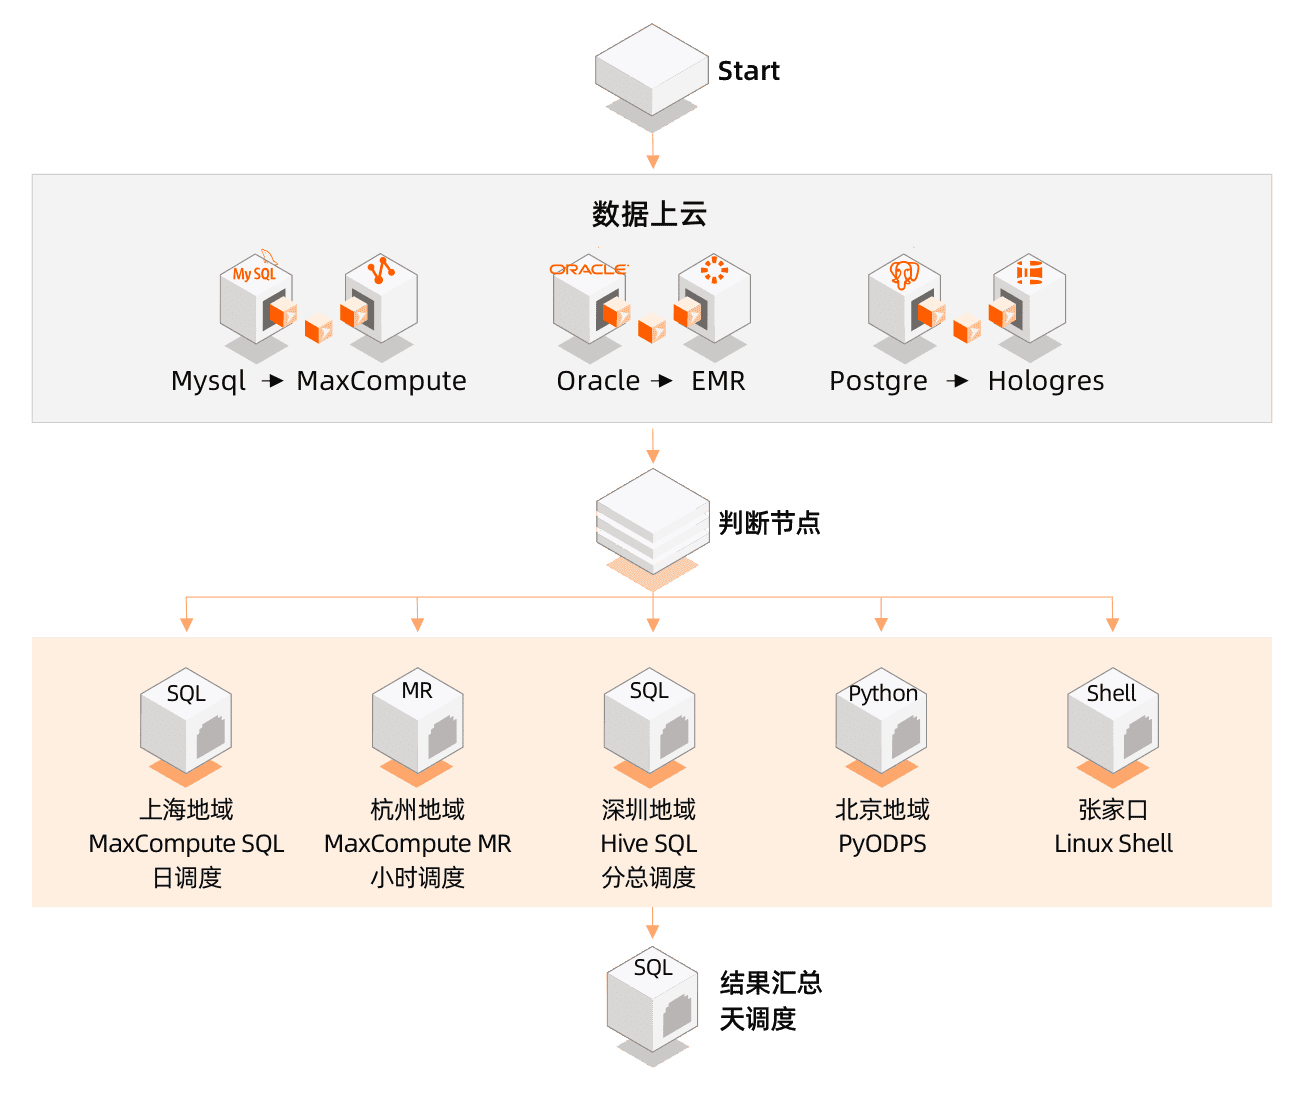 Start
数据上云
My SQL
ORACLE
Mysql → MaxCompute
Oracle → EMR
Postgre → Hologres
判断节点
SQL
MR
SQL
Python
Shell
上海地域
MaxCompute SQL
日调度
杭州地域
MaxCompute MR
小时调度
深圳地域
Hive SQL
分总调度
北京地域
PyODPS
张家口
Linux Shell
SQL
结果汇总
天调度